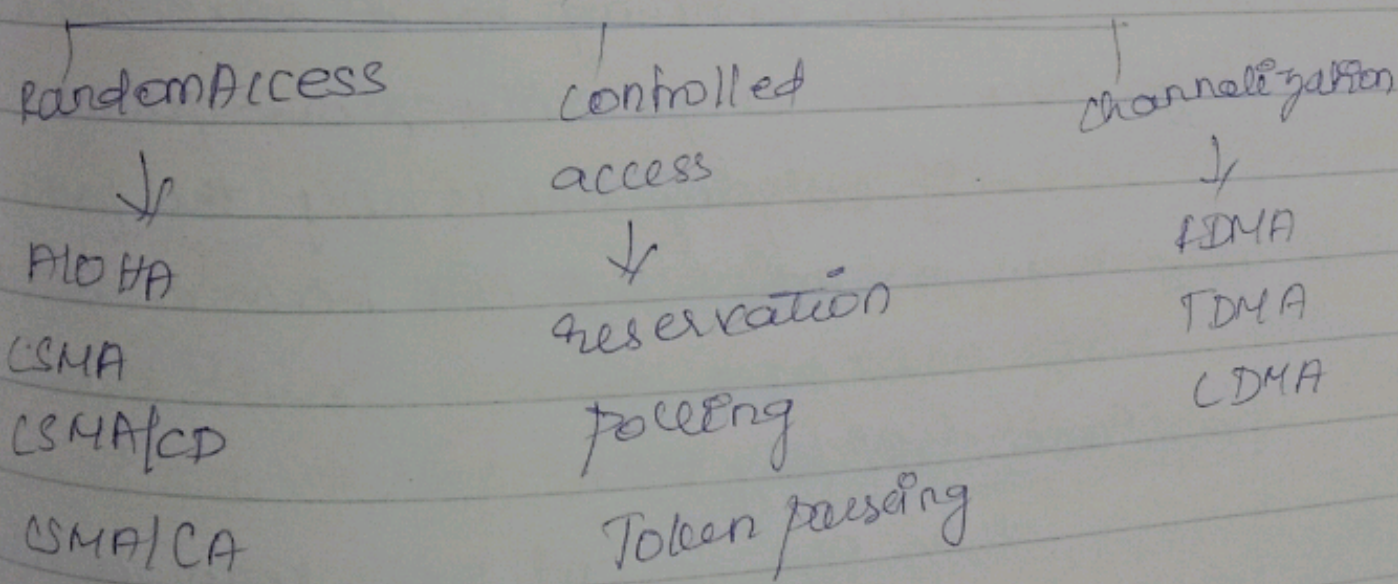 RandomAccess
controlled
access
channelization
ALOHA
CSMA
CSMA/CD
CSMA/CA
reservation
polling
Token passing
FDMA
TDMA
CDMA